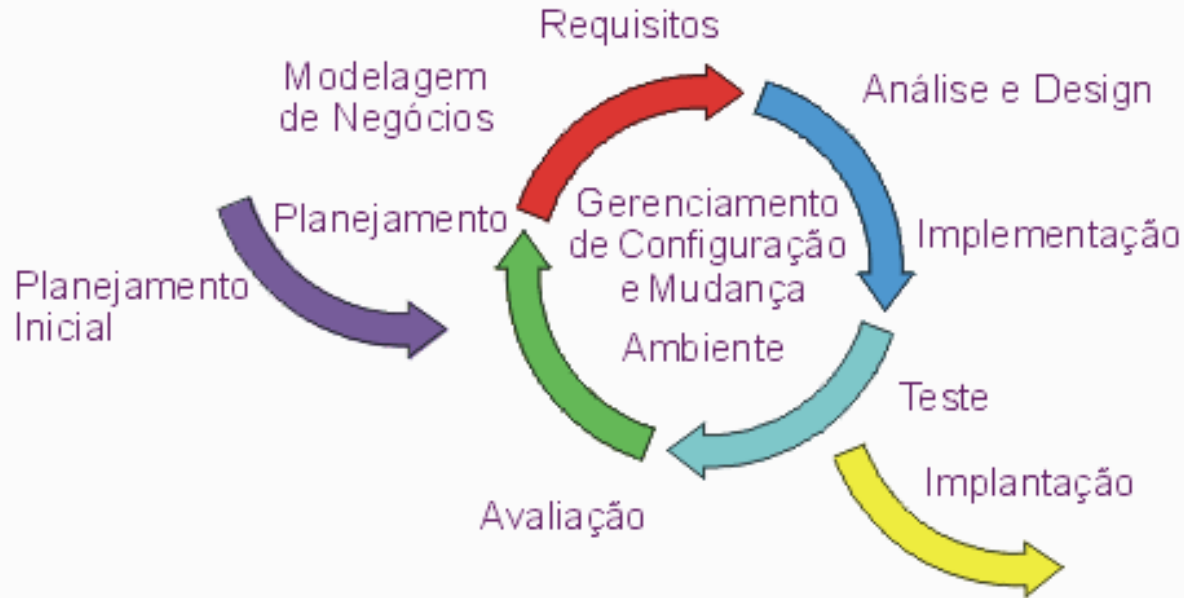 Requisitos
Modelagem
de Negócios
Análise e Design
Planejamento
Gerenciamento
de Configuração
e Mudança
Implementação
Planejamento
Inicial
Ambiente
Teste
Implantação
Avaliação